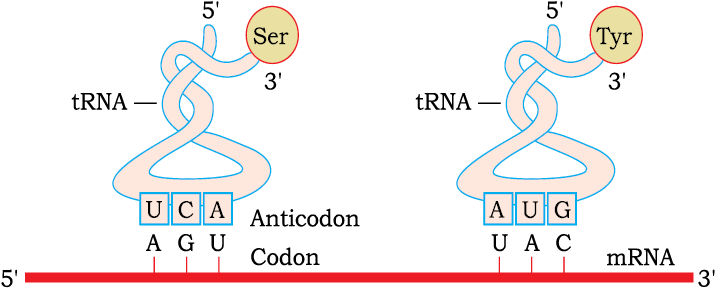 5' Ser 5' Tyr
3' 3'
tRNA tRNA
U C A Anticodon A U G
A G U Codon U A C mRNA
5' 3'